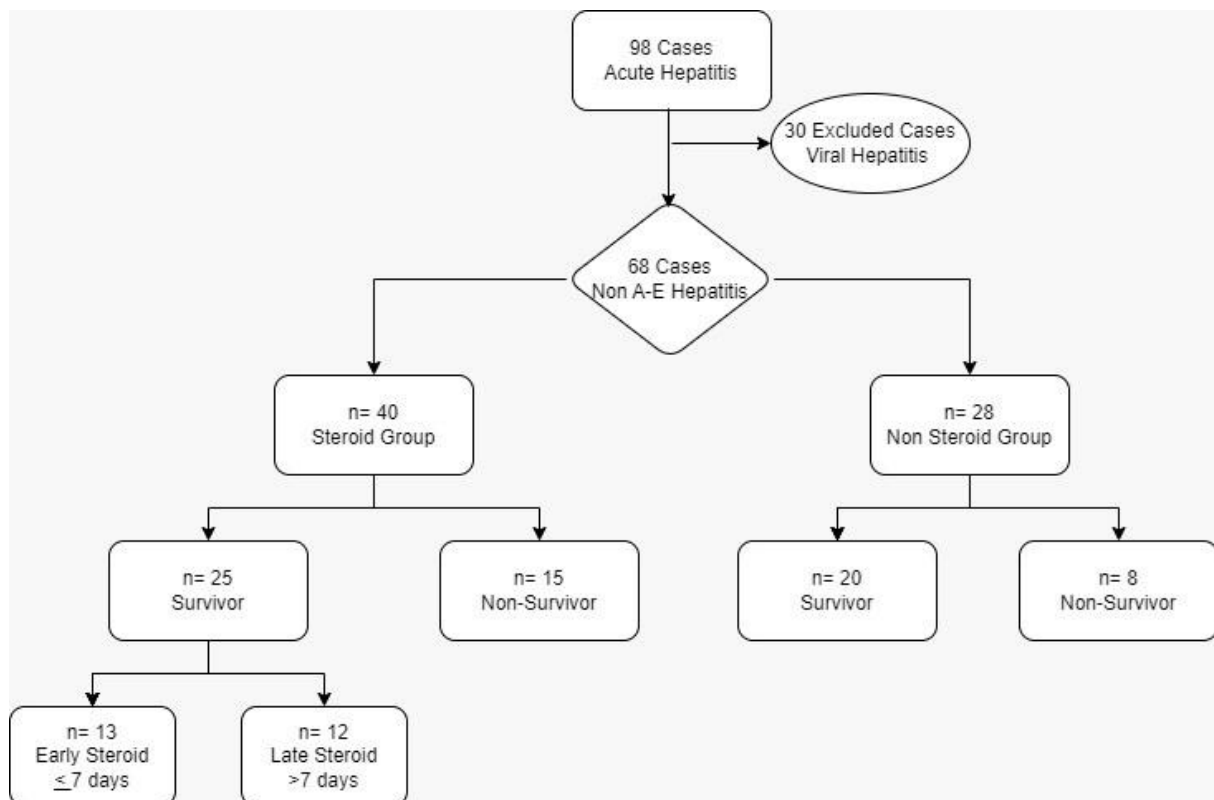 98 Cases
Acute Hepatitis
30 Excluded Cases
Viral Hepatitis
68 Cases
Non A-E Hepatitis
n= 40
Steroid Group
n= 28
Non Steroid Group
n= 25
Survivor
n= 15
Non-Survivor
n= 20
Survivor
n= 8
Non-Survivor
n= 13
Early Steroid
< 7 days
n= 12
Late Steroid
>7 days